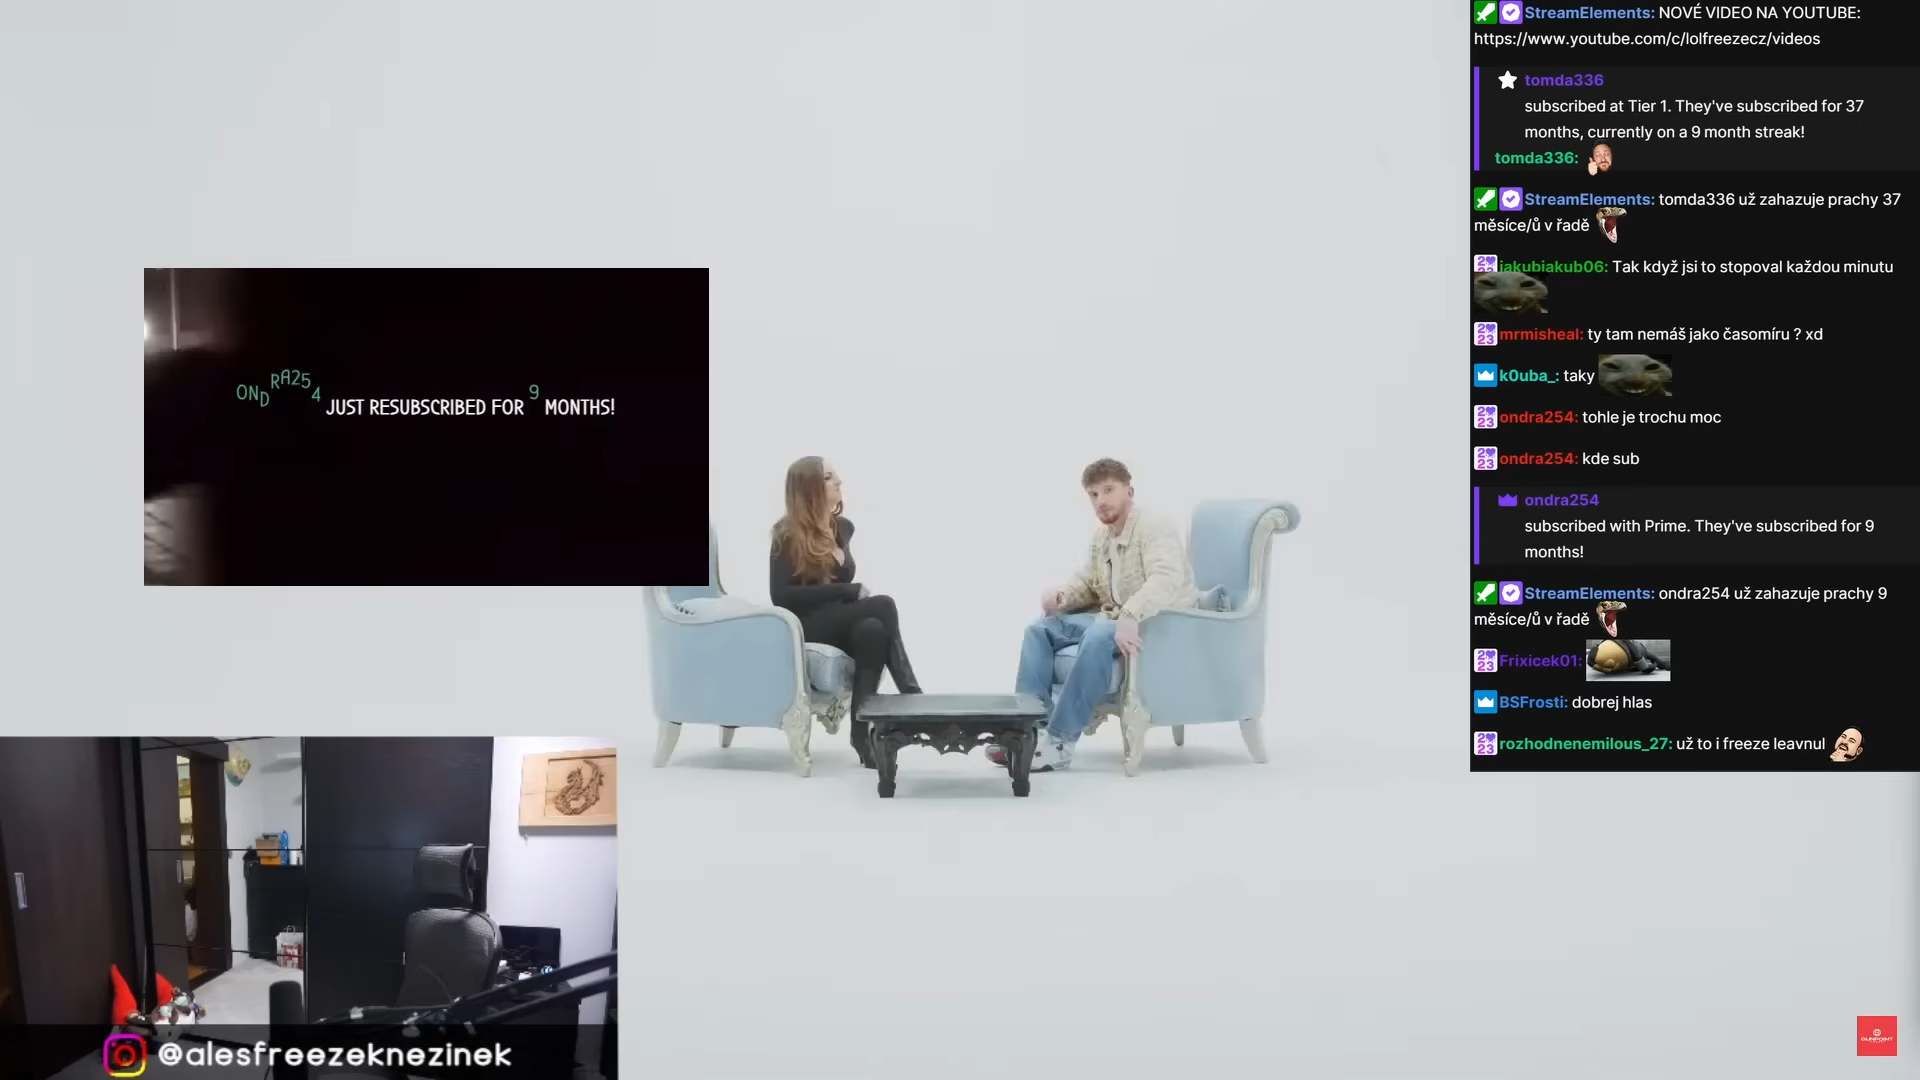 StreamElements: NOVÉ VIDEO NA YOUTUBE:
https://www.youtube.com/c/lolfreezecz/videos
tomda336
subscribed at Tier 1. They've subscribed for 37
months, currently on a 9 month streak!
tomda336:
StreamElements: tomda336 už zahazuje prachy 37
měsíce/ů v řadě
jakubjakub06: Tak když jsi to stopoval každou minutu
mrmisheal: ty tam nemáš jako časomíru ? xd
k0uba_: taky
ondra254: tohle je trochu moc
ondra254: kde sub
ondra254
subscribed with Prime. They've subscribed for 9
months!
StreamElements: ondra254 už zahazuje prachy 9
měsíce/ů v řadě
Frixicek01:
BSFrosti: dobrej hlas
rozhodnenemilous_27: už to i freeze leavnul
ONDRA254 JUST RESUBSCRIBED FOR 9 MONTHS!
@alesfreezeknezinek
GUNPOINT